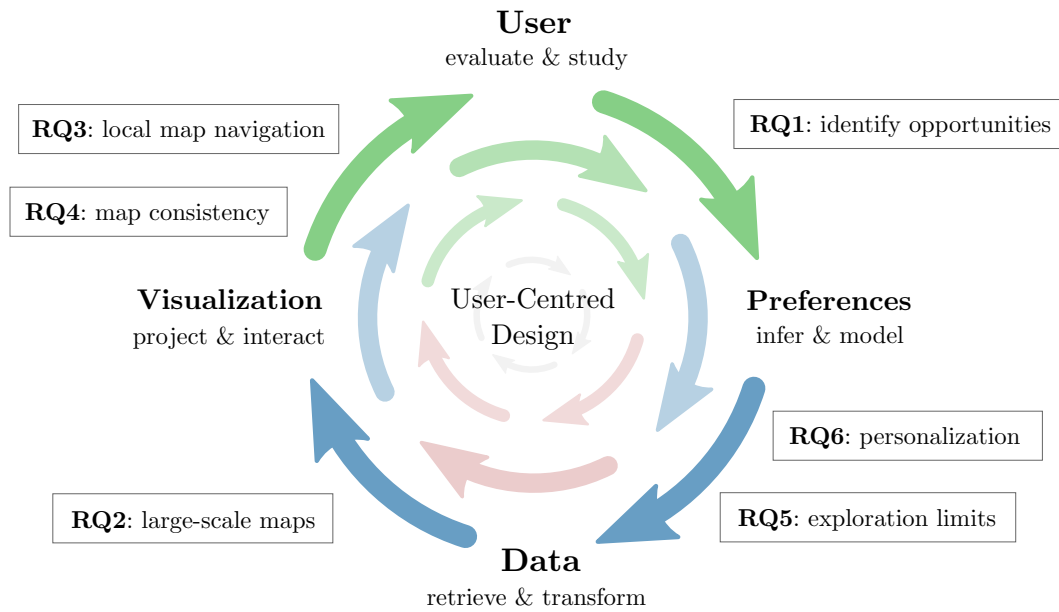 User
evaluate & study
RQ3: local map navigation
RQ1: identify opportunities
RQ4: map consistency
Visualization
project & interact
User-Centred
Design
Preferences
infer & model
RQ6: personalization
RQ2: large-scale maps
RQ5: exploration limits
Data
retrieve & transform